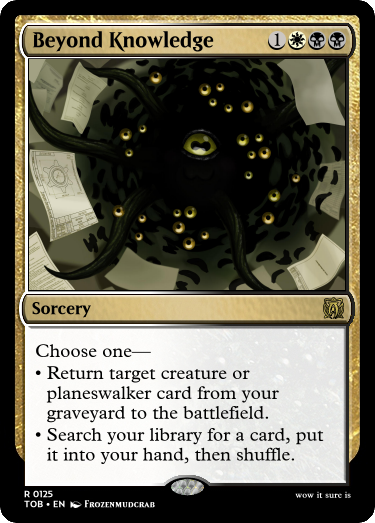 Beyond Knowledge 1
Sorcery
Choose one—
• Return target creature or
planeswalker card from your
graveyard to the battlefield.
• Search your library for a card, put
it into your hand, then shuffle.
R 0125
TOB • EN Frozenmudcrab
wow it sure is